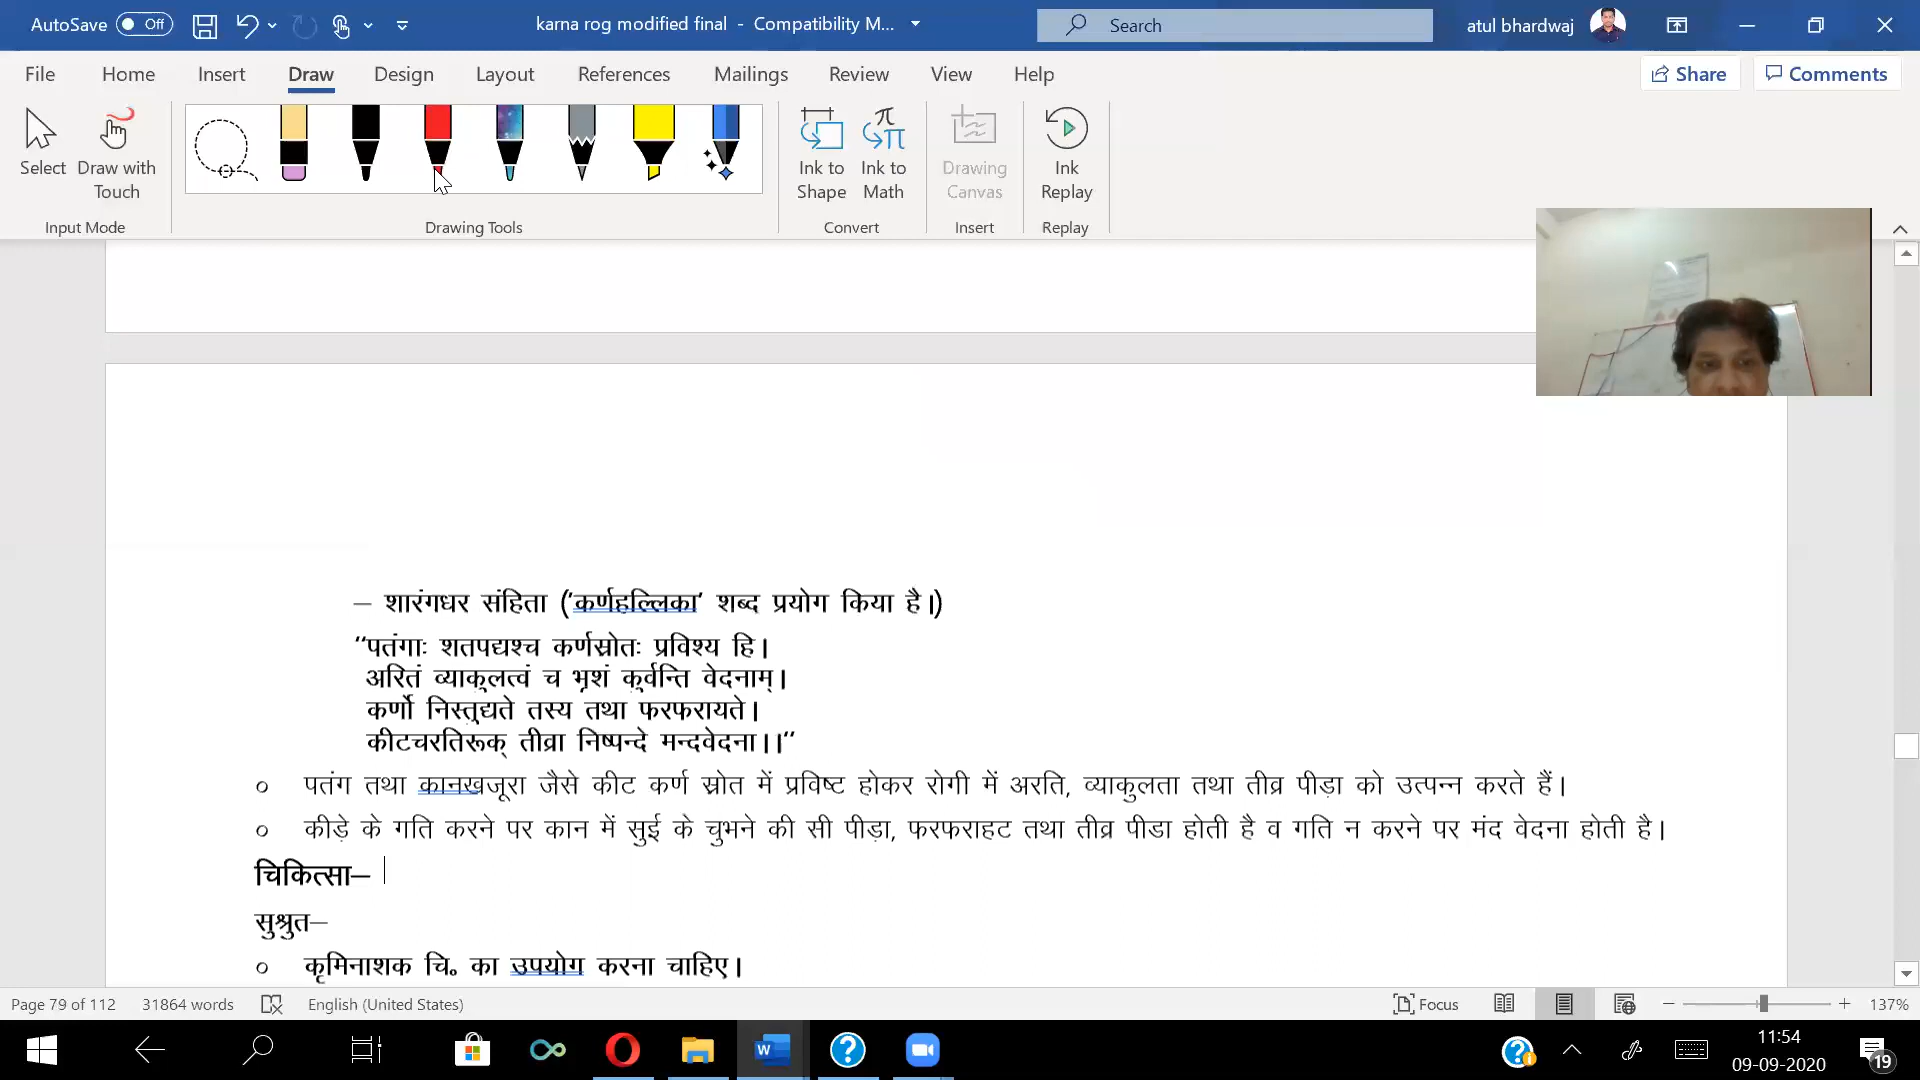 AutoSave Off karna rog modified final - Compatibility M... Search atul bhardwaj
File Home Insert Draw Design Layout References Mailings Review View Help Share Comments
Select Draw with Touch Ink to Shape Ink to Math Drawing Canvas Ink Replay
Input Mode Drawing Tools Convert Insert Replay
– शारंगधर संहिता (‘कर्णहल्लिका’ शब्द प्रयोग किया है।)
“पतंगाः शतपद्यश्च कर्णस्रोतः प्रविश्य हि।
अरितं व्याकुलत्वं च भृशं कुर्वन्ति वेदनाम्।
कर्णो निस्तुद्यते तस्य तथा फरफरायते।
कीटचरतिरूक् तीव्रा निष्पन्दे मन्दवेदना।।“
o पतंग तथा कानखजूरा जैसे कीट कर्ण स्रोत में प्रविष्ट होकर रोगी में अरति, व्याकुलता तथा तीव्र पीड़ा को उत्पन्न करते हैं।
o कीड़े के गति करने पर कान में सुई के चुभने की सी पीड़ा, फरफराहट तथा तीव्र पीडा होती है व गति न करने पर मंद वेदना होती है।
चिकित्सा–
सुश्रुत–
o कृमिनाशक चि॰ का उपयोग करना चाहिए।
Page 79 of 112 31864 words English (United States) Focus 137%
11:54
09-09-2020
19